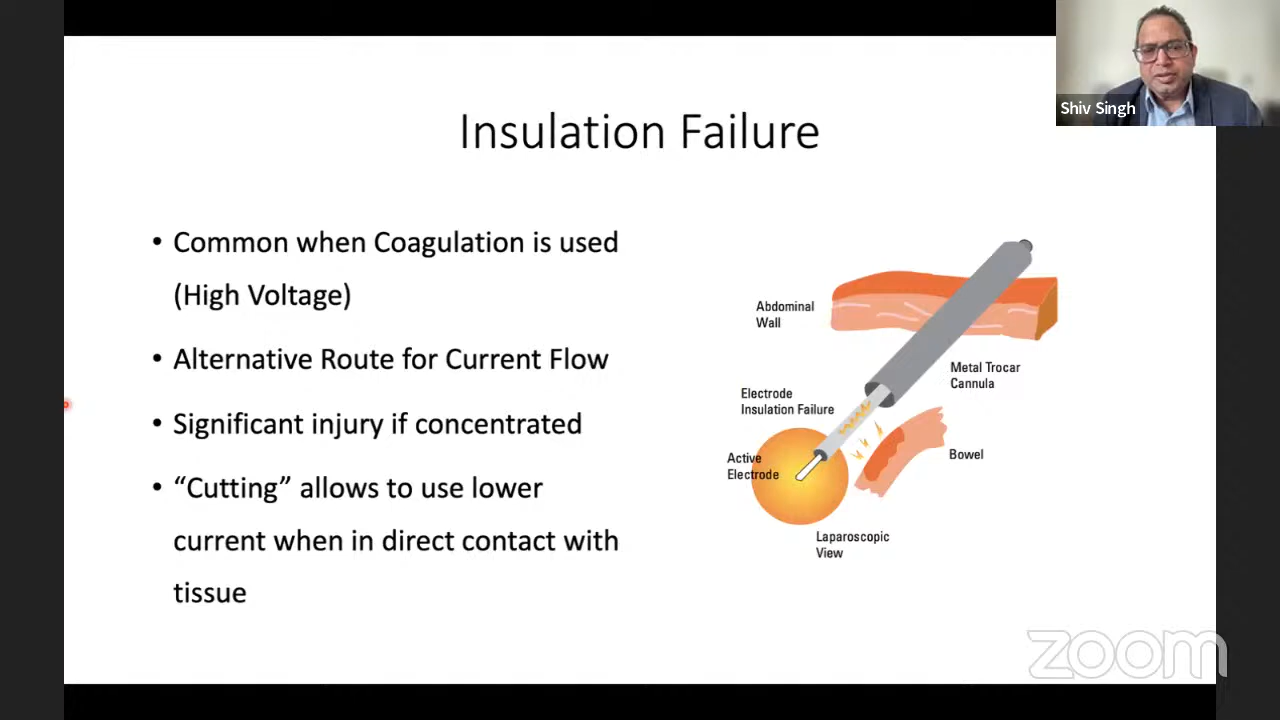 Shiv Singh
Insulation Failure
• Common when Coagulation is used
(High Voltage)
• Alternative Route for Current Flow
• Significant injury if concentrated
• “Cutting” allows to use lower
current when in direct contact with
tissue
Abdominal
Wall
Metal Trocar
Cannula
Electrode
Insulation Failure
Active
Electrode
Bowel
Laparoscopic
View
zoom